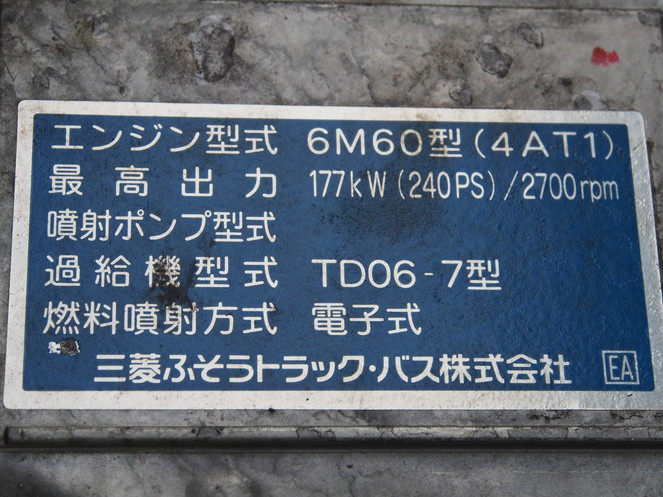 エンジン型式 6M60型(4AT1)
最高出力 177kW(240PS)/2700rpm
噴射ポンプ型式
過給機型式 TD06-7型
燃料噴射方式 電子式
三菱ふそうトラック・バス株式会社 EA